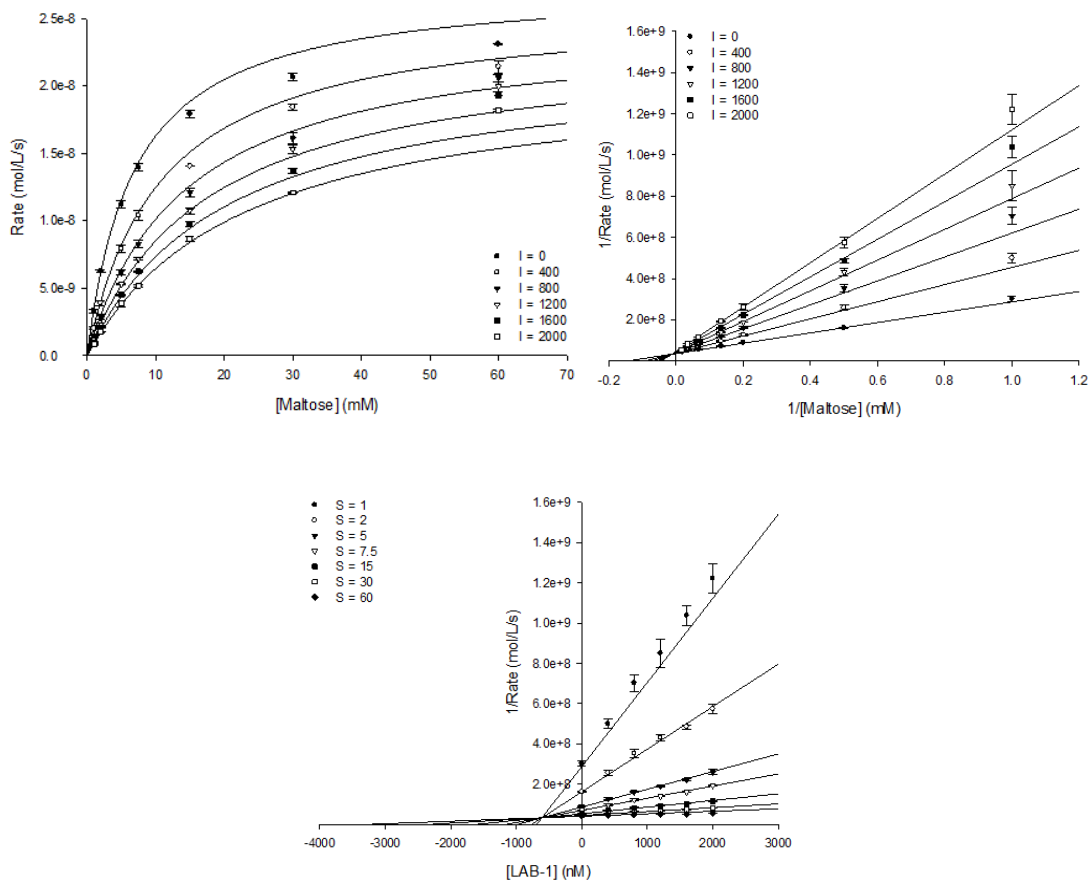 2.5e-8
2.0e-8
1.5e-8
1.0e-8
5.0e-9
0.0
Rate (mol/L/s)
I = 0
I = 400
I = 800
I = 1200
I = 1600
I = 2000
0 10 20 30 40 50 60 70
[Maltose] (mM)
1.6e+9
1.4e+9
1.2e+9
1.0e+9
8.0e+8
6.0e+8
4.0e+8
2.0e+8
1/Rate (mol/L/s)
I = 0
I = 400
I = 800
I = 1200
I = 1600
I = 2000
-0.2 0.0 0.2 0.4 0.6 0.8 1.0 1.2
1/[Maltose] (mM)
S = 1
S = 2
S = 5
S = 7.5
S = 15
S = 30
S = 60
1.6e+9
1.4e+9
1.2e+9
1.0e+9
8.0e+8
6.0e+8
4.0e+8
2.0e+8
1/Rate (mol/L/s)
-4000 -3000 -2000 -1000 0 1000 2000 3000
[LAB-1] (nM)